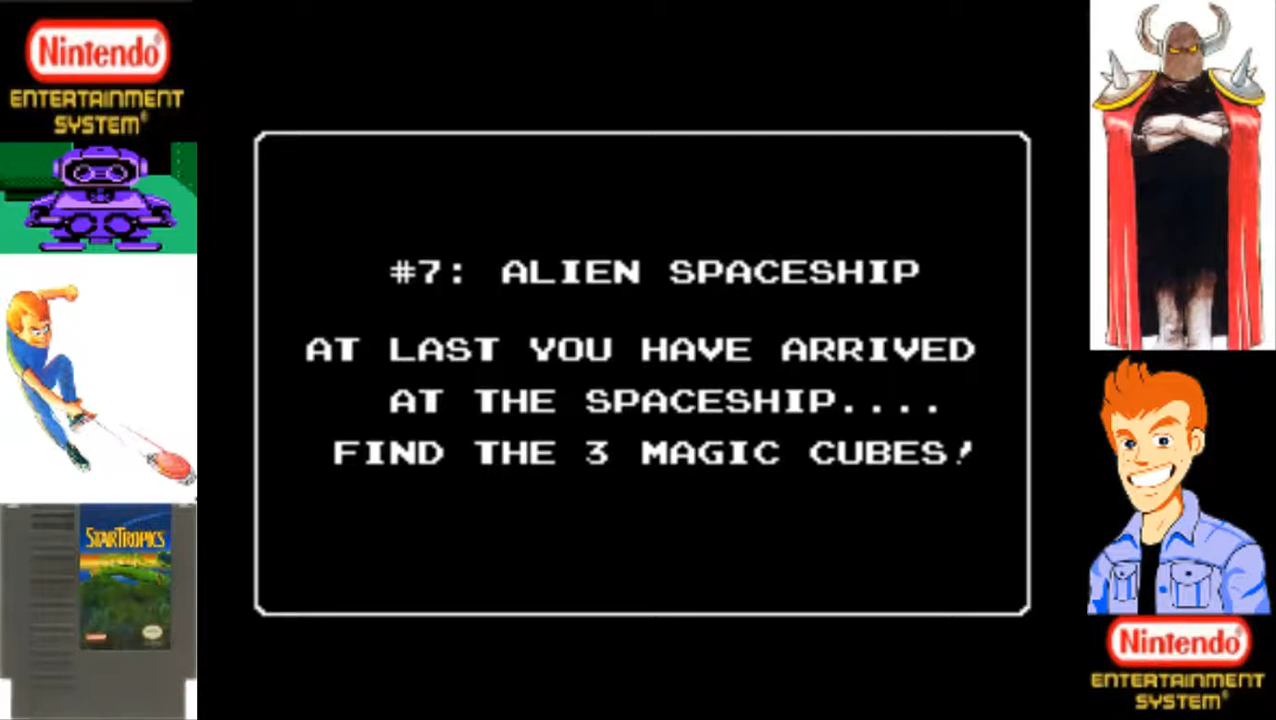 Nintendo
ENTERTAINMENT
SYSTEM®
#7: ALIEN SPACESHIP
AT LAST YOU HAVE ARRIVED
AT THE SPACESHIP....
FIND THE 3 MAGIC CUBES!
STARTROPICS
Nintendo
ENTERTAINMENT
SYSTEM®